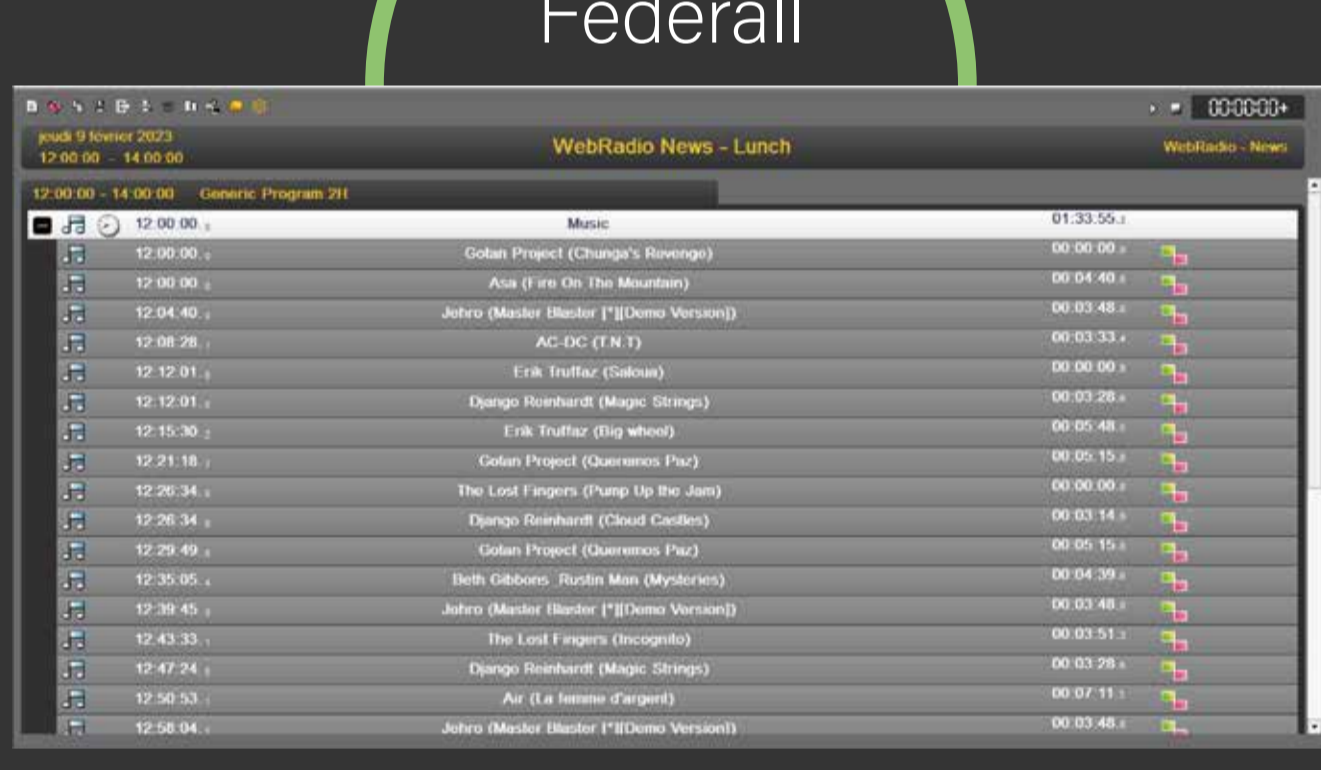 Federall
00:00:00+
jeudi 9 février 2023
12:00:00 - 14:00:00
WebRadio News - Lunch
WebRadio - News
12:00:00 - 14:00:00 Generic Program 2H
12:00:00. Music 01:33:55.
12:00:00. Gotan Project (Chunga's Revenge) 00:00:00.
12:00:00. Asa (Fire On The Mountain) 00:04:40.
12:04:40. Jehro (Master Blaster [*][Demo Version]) 00:03:48.
12:08:28. AC-DC (T.N.T) 00:03:33.
12:12:01. Erik Truffaz (Saloua) 00:00:00.
12:12:01. Django Reinhardt (Magic Strings) 00:03:28.
12:15:30. Erik Truffaz (Big wheel) 00:05:48.
12:21:18. Gotan Project (Queremos Paz) 00:05:15.
12:26:34. The Lost Fingers (Pump Up the Jam) 00:00:00.
12:26:34. Django Reinhardt (Cloud Castles) 00:03:14.
12:29:49. Gotan Project (Queremos Paz) 00:05:15.
12:35:05. Beth Gibbons_Rustin Man (Mysteries) 00:04:39.
12:39:45. Jehro (Master Blaster [*][Demo Version]) 00:03:48.
12:43:33. The Lost Fingers (Incognito) 00:03:51.
12:47:24. Django Reinhardt (Magic Strings) 00:03:28.
12:50:53. Air (La femme d'argent) 00:07:11.
12:58:04. Jehro (Master Blaster [*][Demo Version]) 00:03:48.